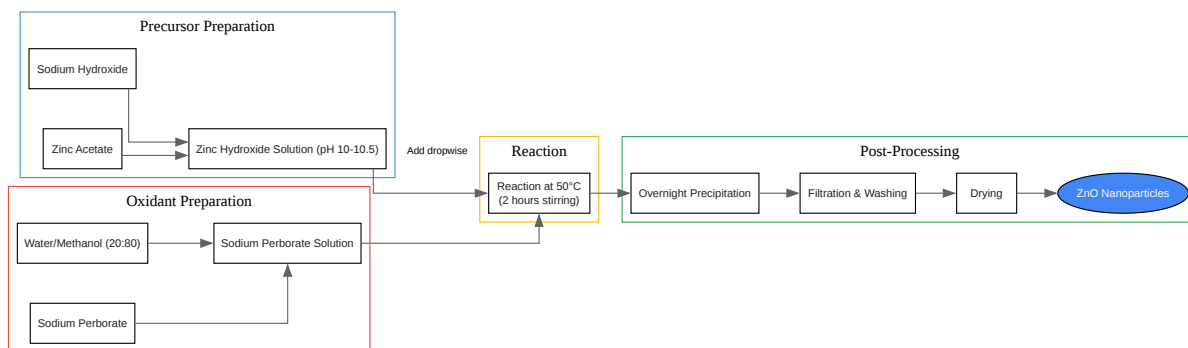 Precursor Preparation
Sodium Hydroxide
Zinc Acetate
Zinc Hydroxide Solution (pH 10-10.5)
Oxidant Preparation
Water/Methanol (20:80)
Sodium Perborate Solution
Sodium Perborate
Add dropwise
Reaction
Reaction at 50°C
(2 hours stirring)
Post-Processing
Overnight Precipitation
Filtration & Washing
Drying
ZnO Nanoparticles